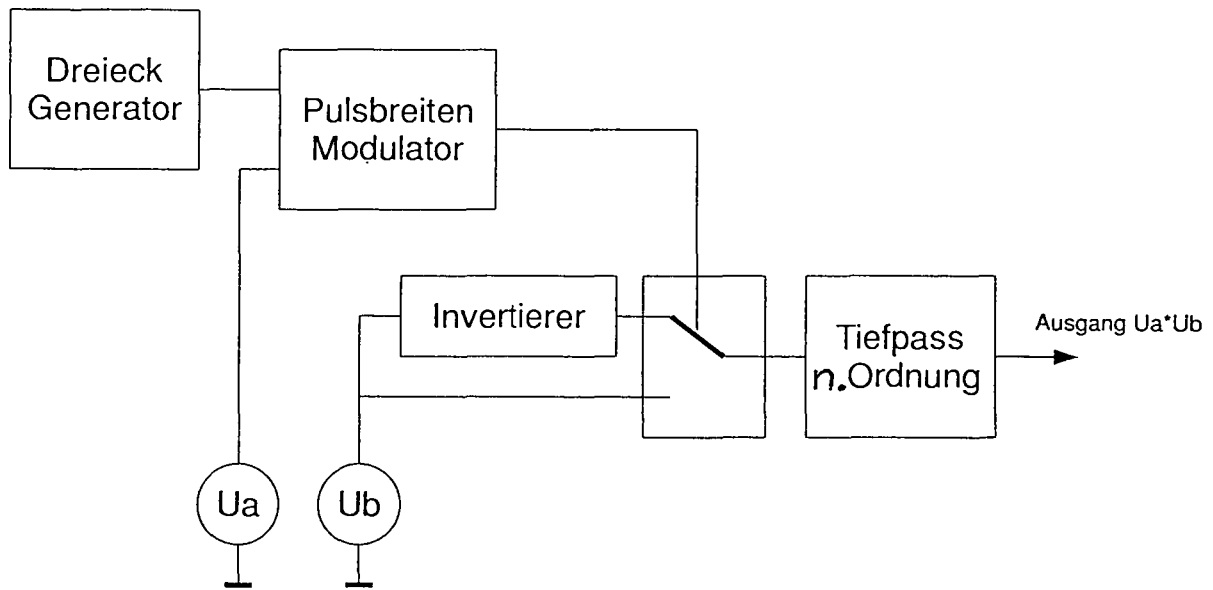 Dreieck
Generator
Pulsbreiten
Modulator
Invertierer
Tiefpass
n.Ordnung
Ausgang Ua*Ub
Ua
Ub